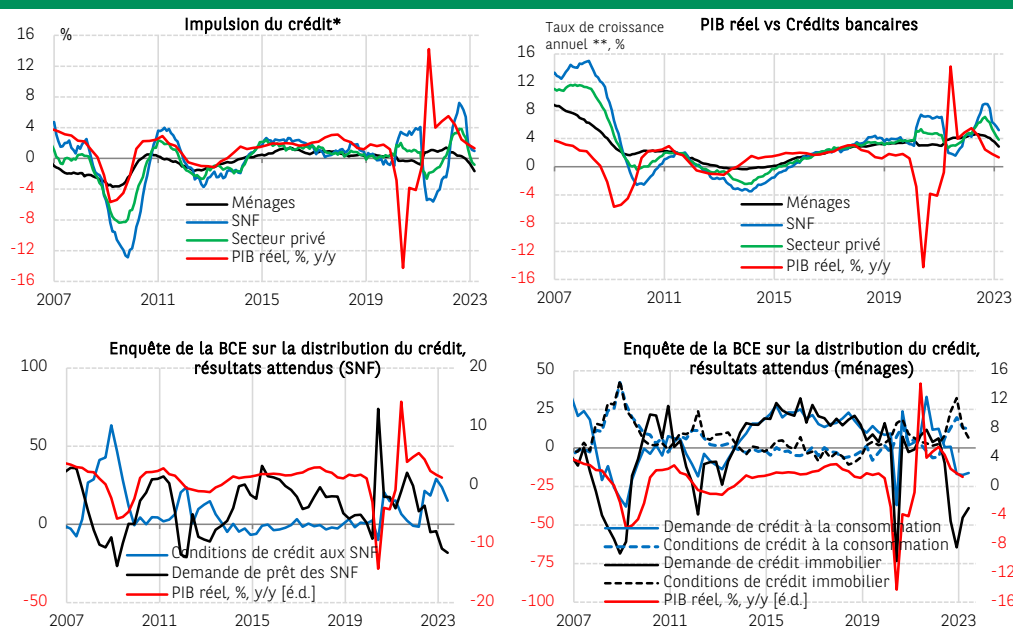 Impulsion du crédit*
%
16
12
8
4
0
-4
-8
-12
-16
2007
2011
2015
2019
2023
Ménages
SNF
Secteur privé
PIB réel, %, y/y
PIB réel vs Crédits bancaires
Taux de croissance
annuel **, %
16
12
8
4
0
-4
-8
-12
-16
2007
2011
2015
2019
2023
Ménages
SNF
Secteur privé
PIB réel, %, y/y
Enquête de la BCE sur la distribution du crédit,
résultats attendus (SNF)
100
50
0
-50
20
10
0
-10
-20
2007
2011
2015
2019
2023
Conditions de crédit aux SNF
Demande de prêt des SNF
PIB réel, %, y/y [é.d.]
Enquête de la BCE sur la distribution du crédit,
résultats attendus (ménages)
50
25
0
-25
-50
-75
-100
16
12
8
4
0
-4
-8
-12
-16
2007
2011
2015
2019
2023
Demande de crédit à la consommation
Conditions de crédit à la consommation
Demande de crédit immobilier
Conditions de crédit immobilier
PIB réel, %, y/y [é.d.]